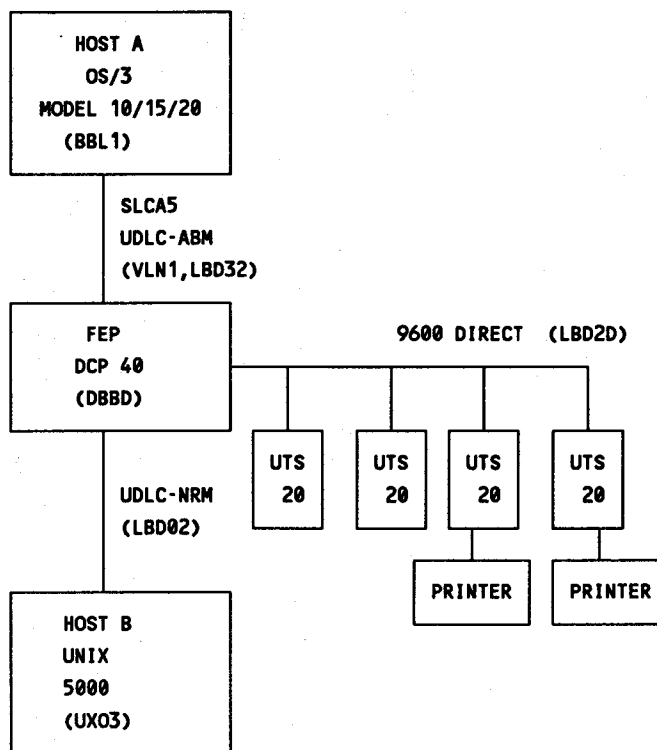 HOST A
OS/3
MODEL 10/15/20
(BBL1)
SLCA5
UDLC-ABM
(VLN1,LBD32)
FEP
DCP 40
(DBBD)
9600 DIRECT (LBD2D)
UTS
20
UTS
20
UTS
20
UTS
20
UDLC-NRM
(LBD02)
PRINTER
PRINTER
HOST B
UNIX
5000
(UXO3)